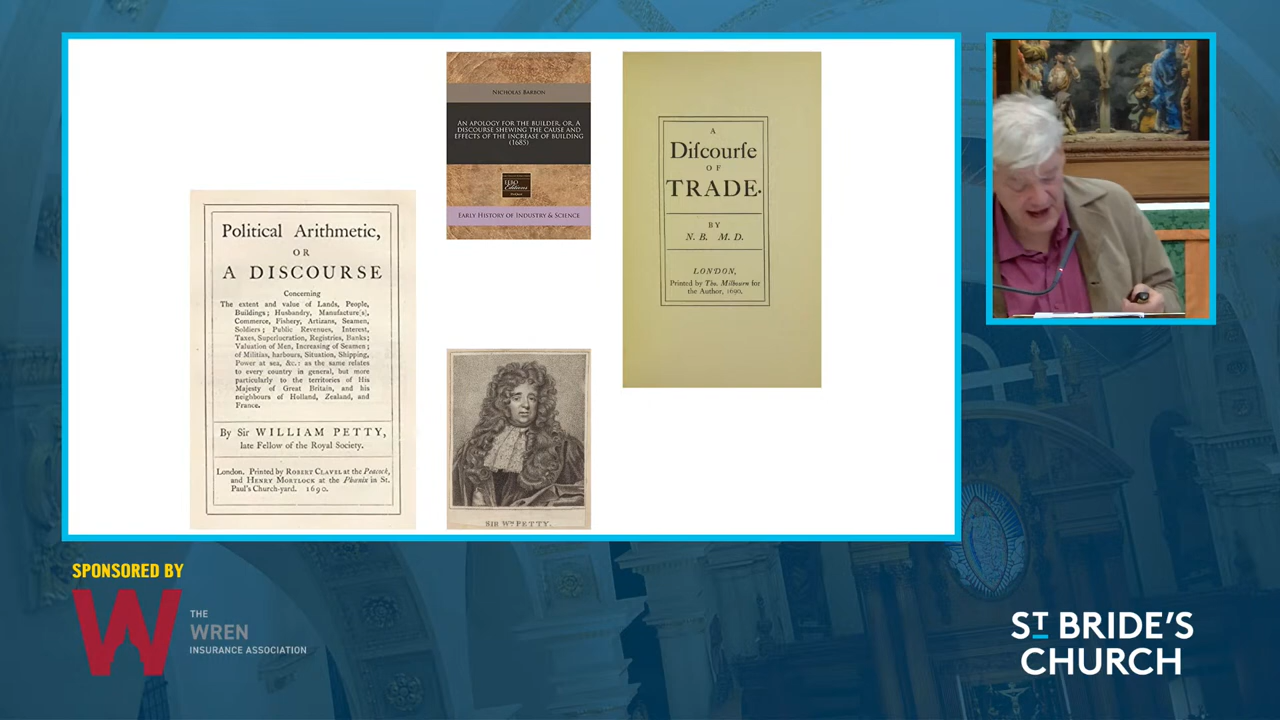 Political Arithmetic,
OR
A DISCOURSE
Concerning
The extent and value of Lands, People,
Buildings; Husbandry, Manufacture[s],
Commerce, Fishery, Artizans, Seamen,
Soldiers; Public Revenues, Interest,
Taxes, Superlocration, Registries, Banks;
Valuation of Men, Increasing of Seamen;
of Militias, harbours, Situation, Shipping,
Power at sea, &c.: as the same relates
to every country in general, but more
particularly to the territories of His
Majesty of Great Britain, and his
neighbours of Holland, Zealand, and
France.
By Sir WILLIAM PETTY,
late Fellow of the Royal Society.
London. Printed by ROBERT CLAVEL at the Peacock,
and HENRY MORTLOCK at the Phœnix in St.
Paul's Church-yard. 1690.
NICHOLAS BARBON
AN APOLOGY FOR THE BUILDER, OR, A
DISCOURSE SHEWING THE CAUSE AND
EFFECTS OF THE INCREASE OF BUILDING
(1685)
EEBO
Editions
EARLY HISTORY OF INDUSTRY & SCIENCE
SIR Wᴹ PETTY.
A
Diſcourſe
OF
TRADE.
BY
N. B. M. D.
LONDON,
Printed by Tho. Milbourn for
the Author, 1690.
SPONSORED BY
W
THE
WREN
INSURANCE ASSOCIATION
ST BRIDE'S
CHURCH